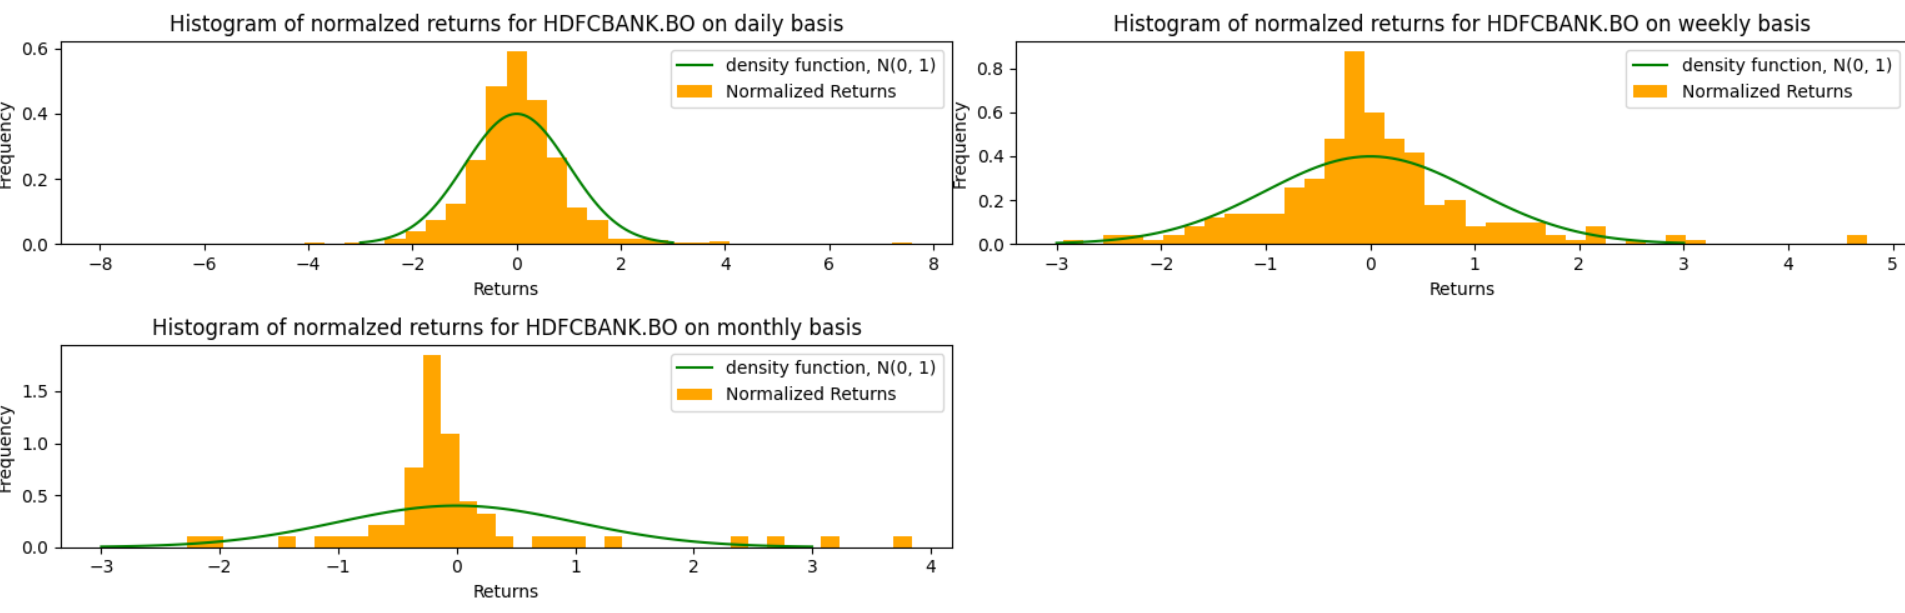 Histogram of normalzed returns for HDFCBANK.BO on daily basis
Frequency
0.6
0.4
0.2
0.0
density function, N(0, 1)
Normalized Returns
−8 −6 −4 −2 0 2 4 6 8
Returns
Histogram of normalzed returns for HDFCBANK.BO on weekly basis
Frequency
0.8
0.6
0.4
0.2
0.0
density function, N(0, 1)
Normalized Returns
−3 −2 −1 0 1 2 3 4 5
Returns
Histogram of normalzed returns for HDFCBANK.BO on monthly basis
Frequency
1.5
1.0
0.5
0.0
density function, N(0, 1)
Normalized Returns
−3 −2 −1 0 1 2 3 4
Returns